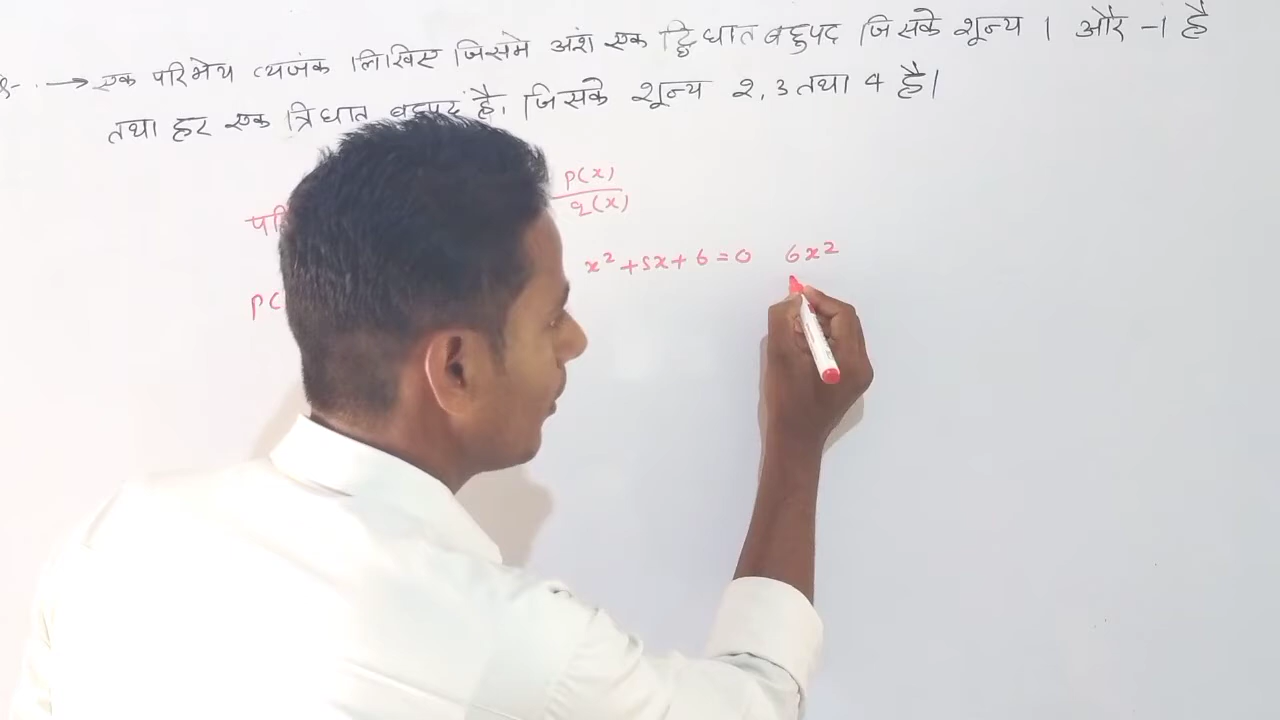 → एक परिमेय व्यंजक लिखिए जिसमे अंश एक द्विघात बहुपद जिसके शून्य 1 और -1 है
तथा हर एक त्रिघात बहुपद है, जिसके शून्य 2, 3 तथा 4 है।
p(x)
q(x)
x² + 5x + 6 = 0 6x2
p(